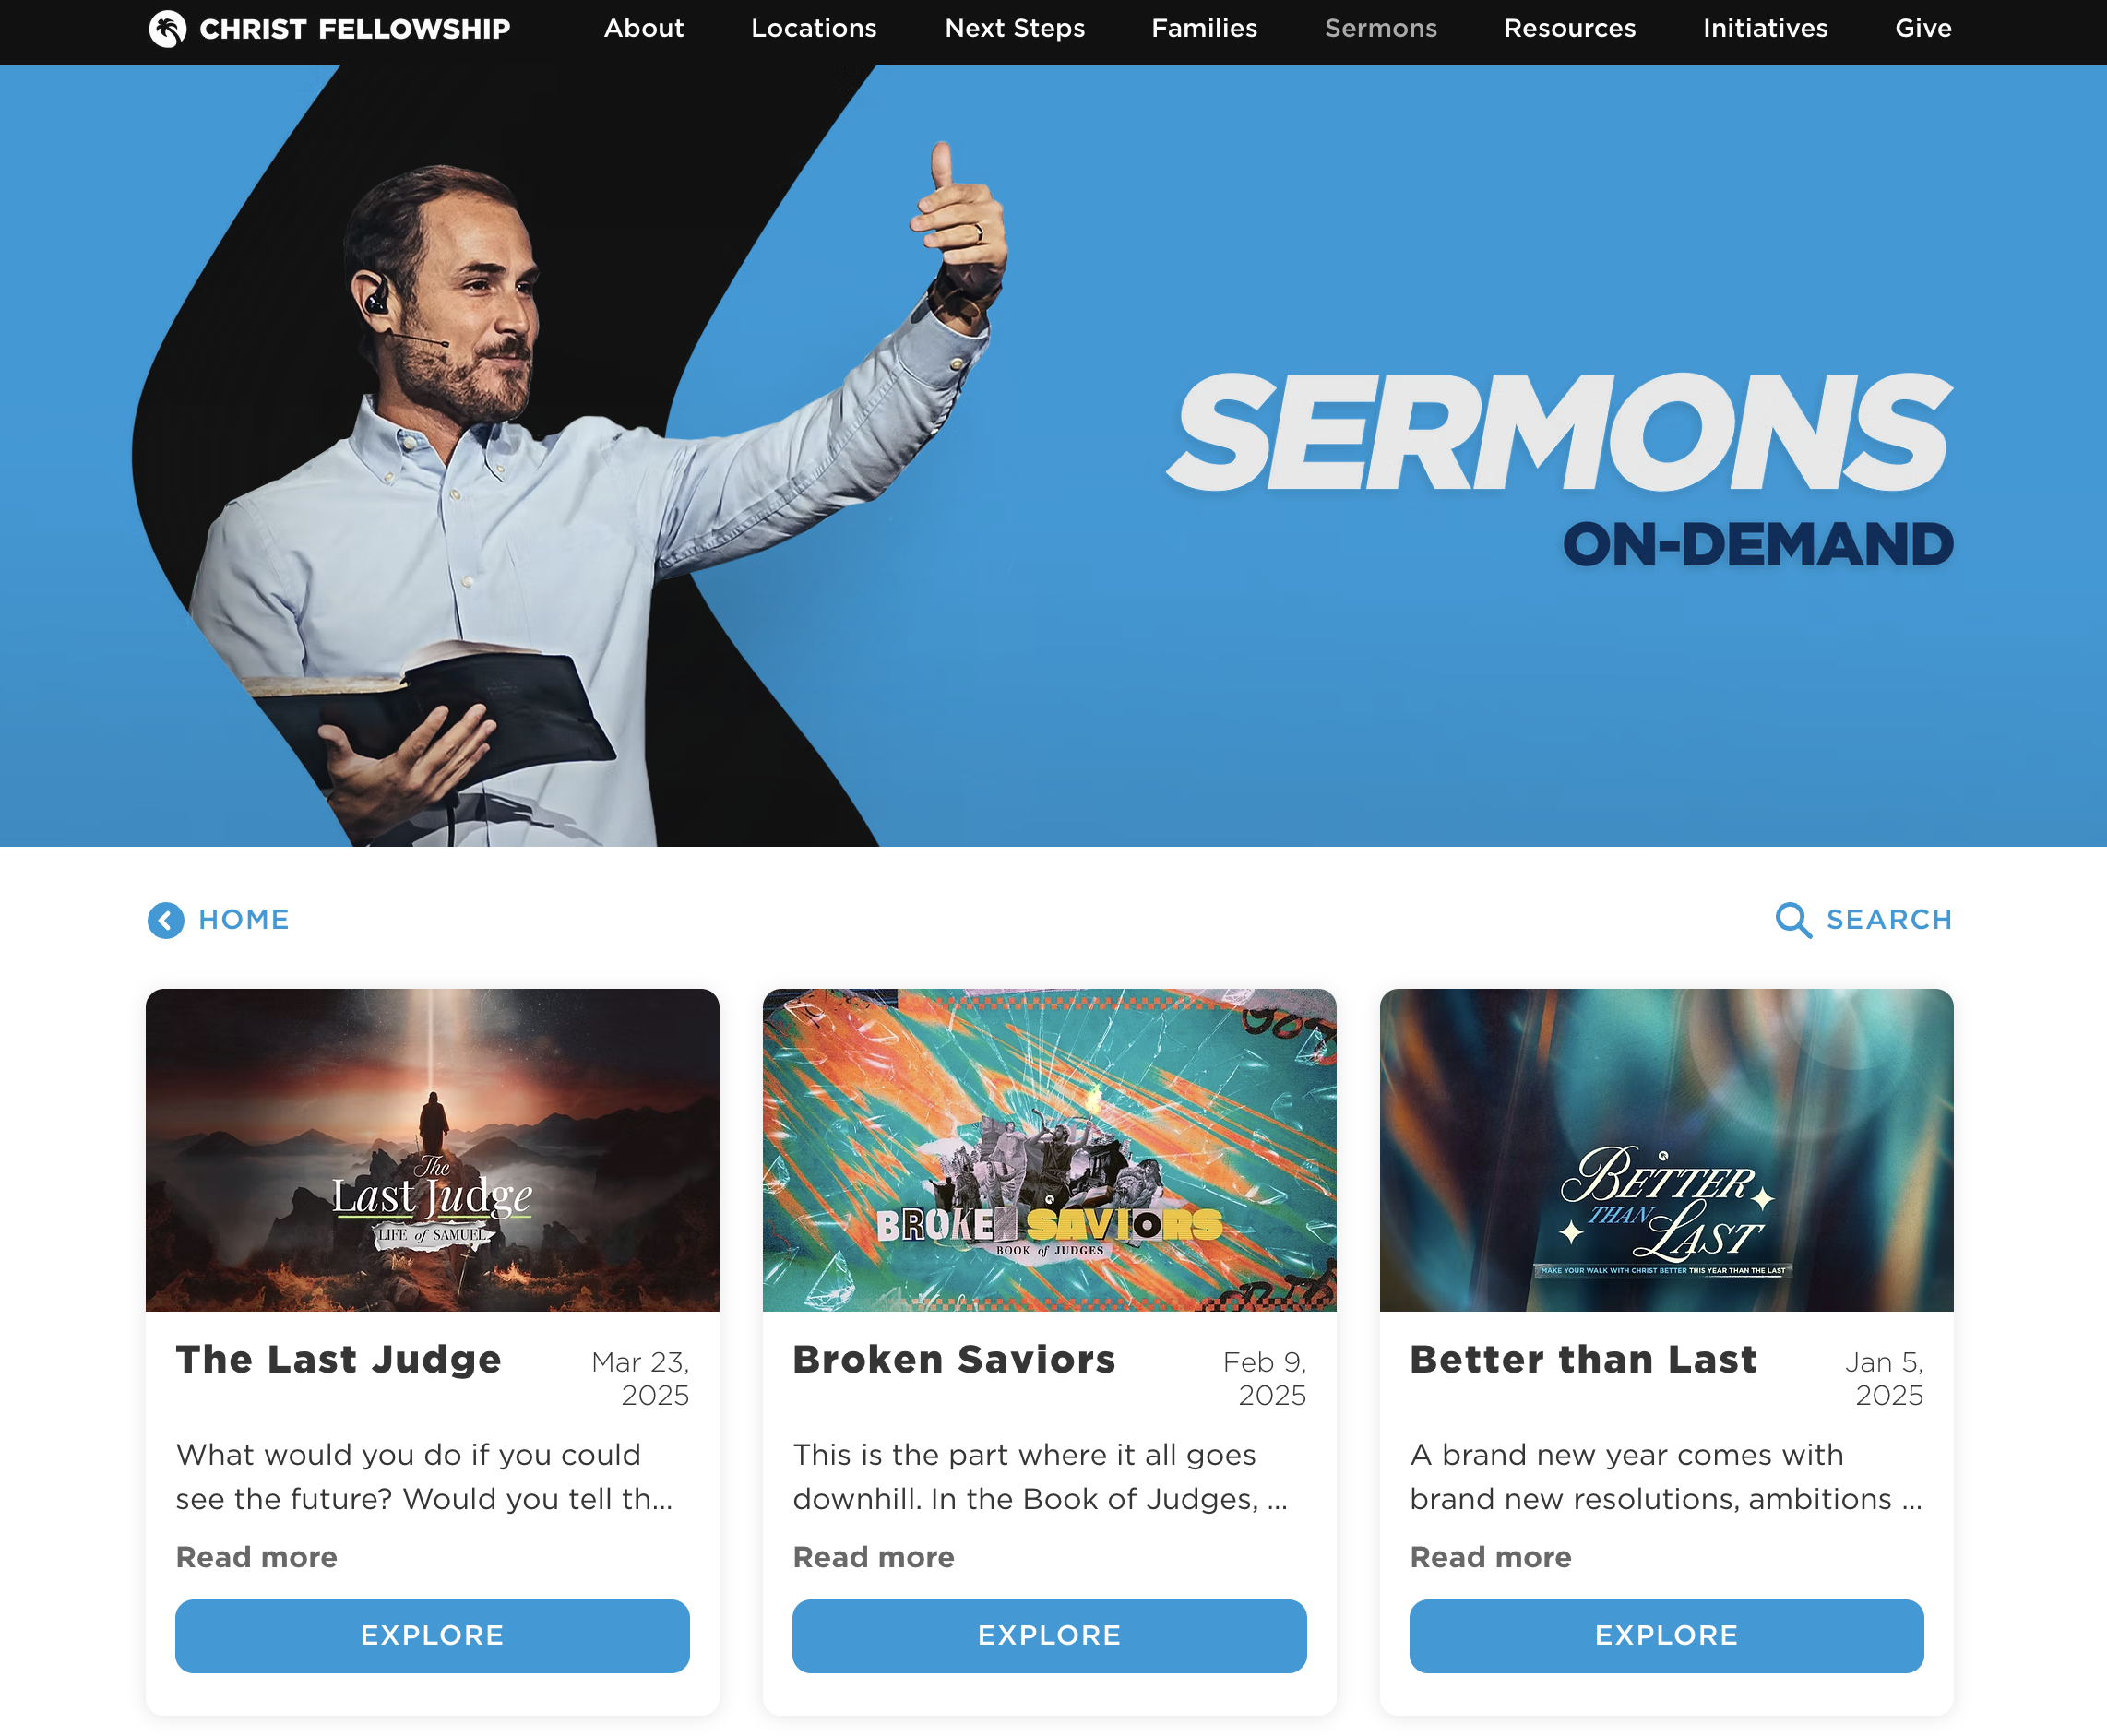 CHRIST FELLOWSHIP
About
Locations
Next Steps
Families
Sermons
Resources
Initiatives
Give
SERMONS
ON-DEMAND
HOME
SEARCH
The
Last Judge
LIFE of SAMUEL
BROKEN SAVIORS
BOOK of JUDGES
BETTER
THAN
LAST
MAKE YOUR WALK WITH CHRIST BETTER THIS YEAR THAN THE LAST
The Last Judge
Mar 23,
2025
What would you do if you could
see the future? Would you tell th...
Read more
EXPLORE
Broken Saviors
Feb 9,
2025
This is the part where it all goes
downhill. In the Book of Judges, ...
Read more
EXPLORE
Better than Last
Jan 5,
2025
A brand new year comes with
brand new resolutions, ambitions ...
Read more
EXPLORE